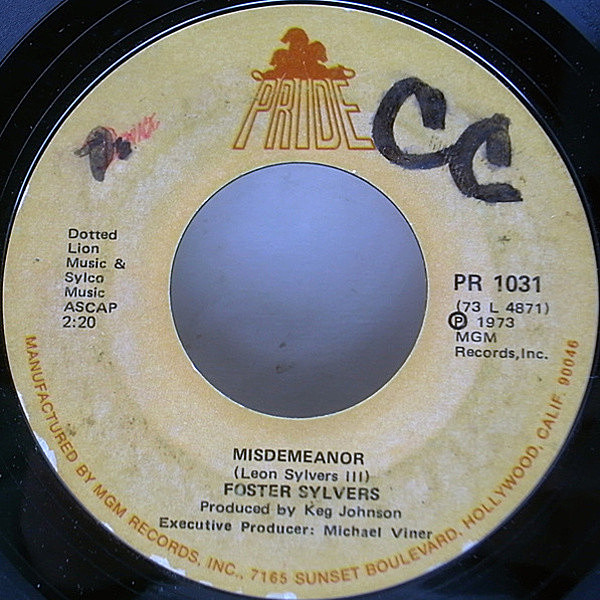 PRIDE
CC
Dotted
Lion
Music &
Sylco
Music
ASCAP
2:20
PR 1031
(73 L 4871)
Ⓟ 1973
MGM
Records,Inc.
MISDEMEANOR
(Leon Sylvers III)
FOSTER SYLVERS
Produced by Keg Johnson
Executive Producer: Michael Viner
MANUFACTURED BY MGM RECORDS, INC., 7165 SUNSET BOULEVARD, HOLLYWOOD, CALIF. 90046